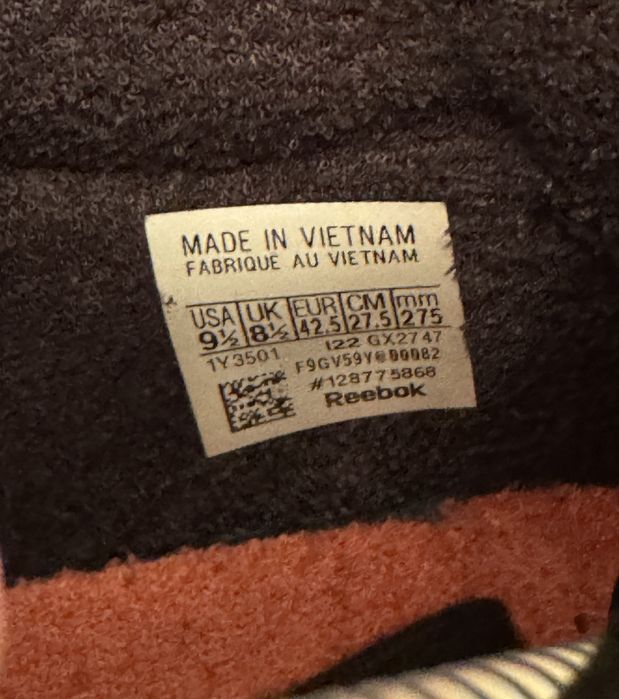 MADE IN VIETNAM
FABRIQUE AU VIETNAM
USA UK EUR CM mm
9½ 8½ 42.5 27.5 275
1Y3501 I22 GX2747
F9GV59Y@00082
#128775868
Reebok